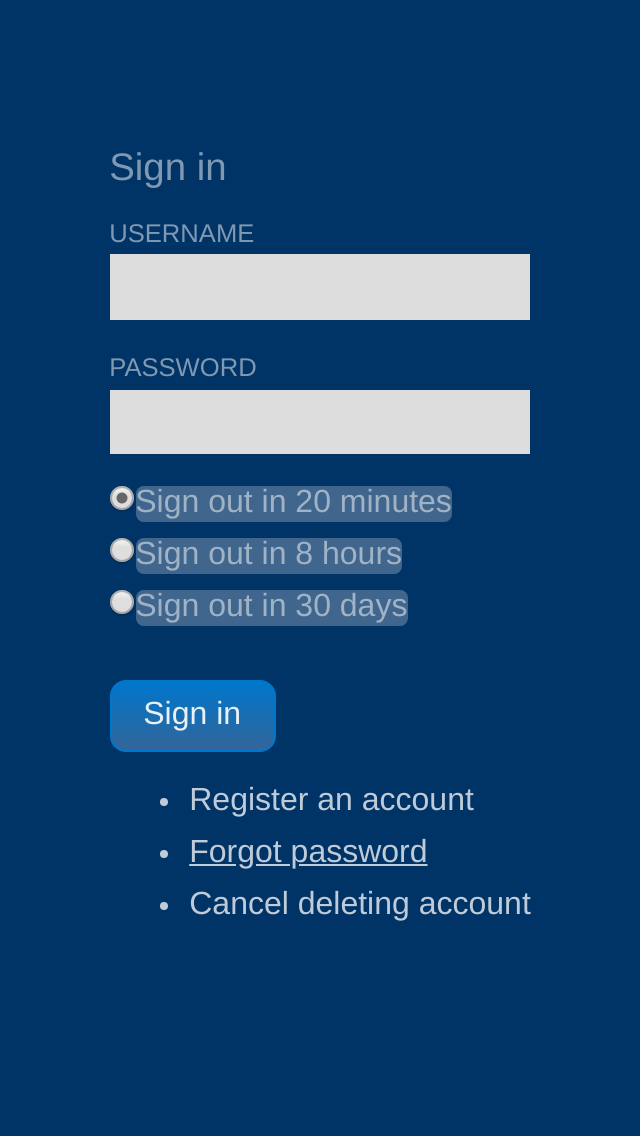 Sign in
USERNAME
PASSWORD
Sign out in 20 minutes
Sign out in 8 hours
Sign out in 30 days
Sign in
Register an account
Forgot password
Cancel deleting account